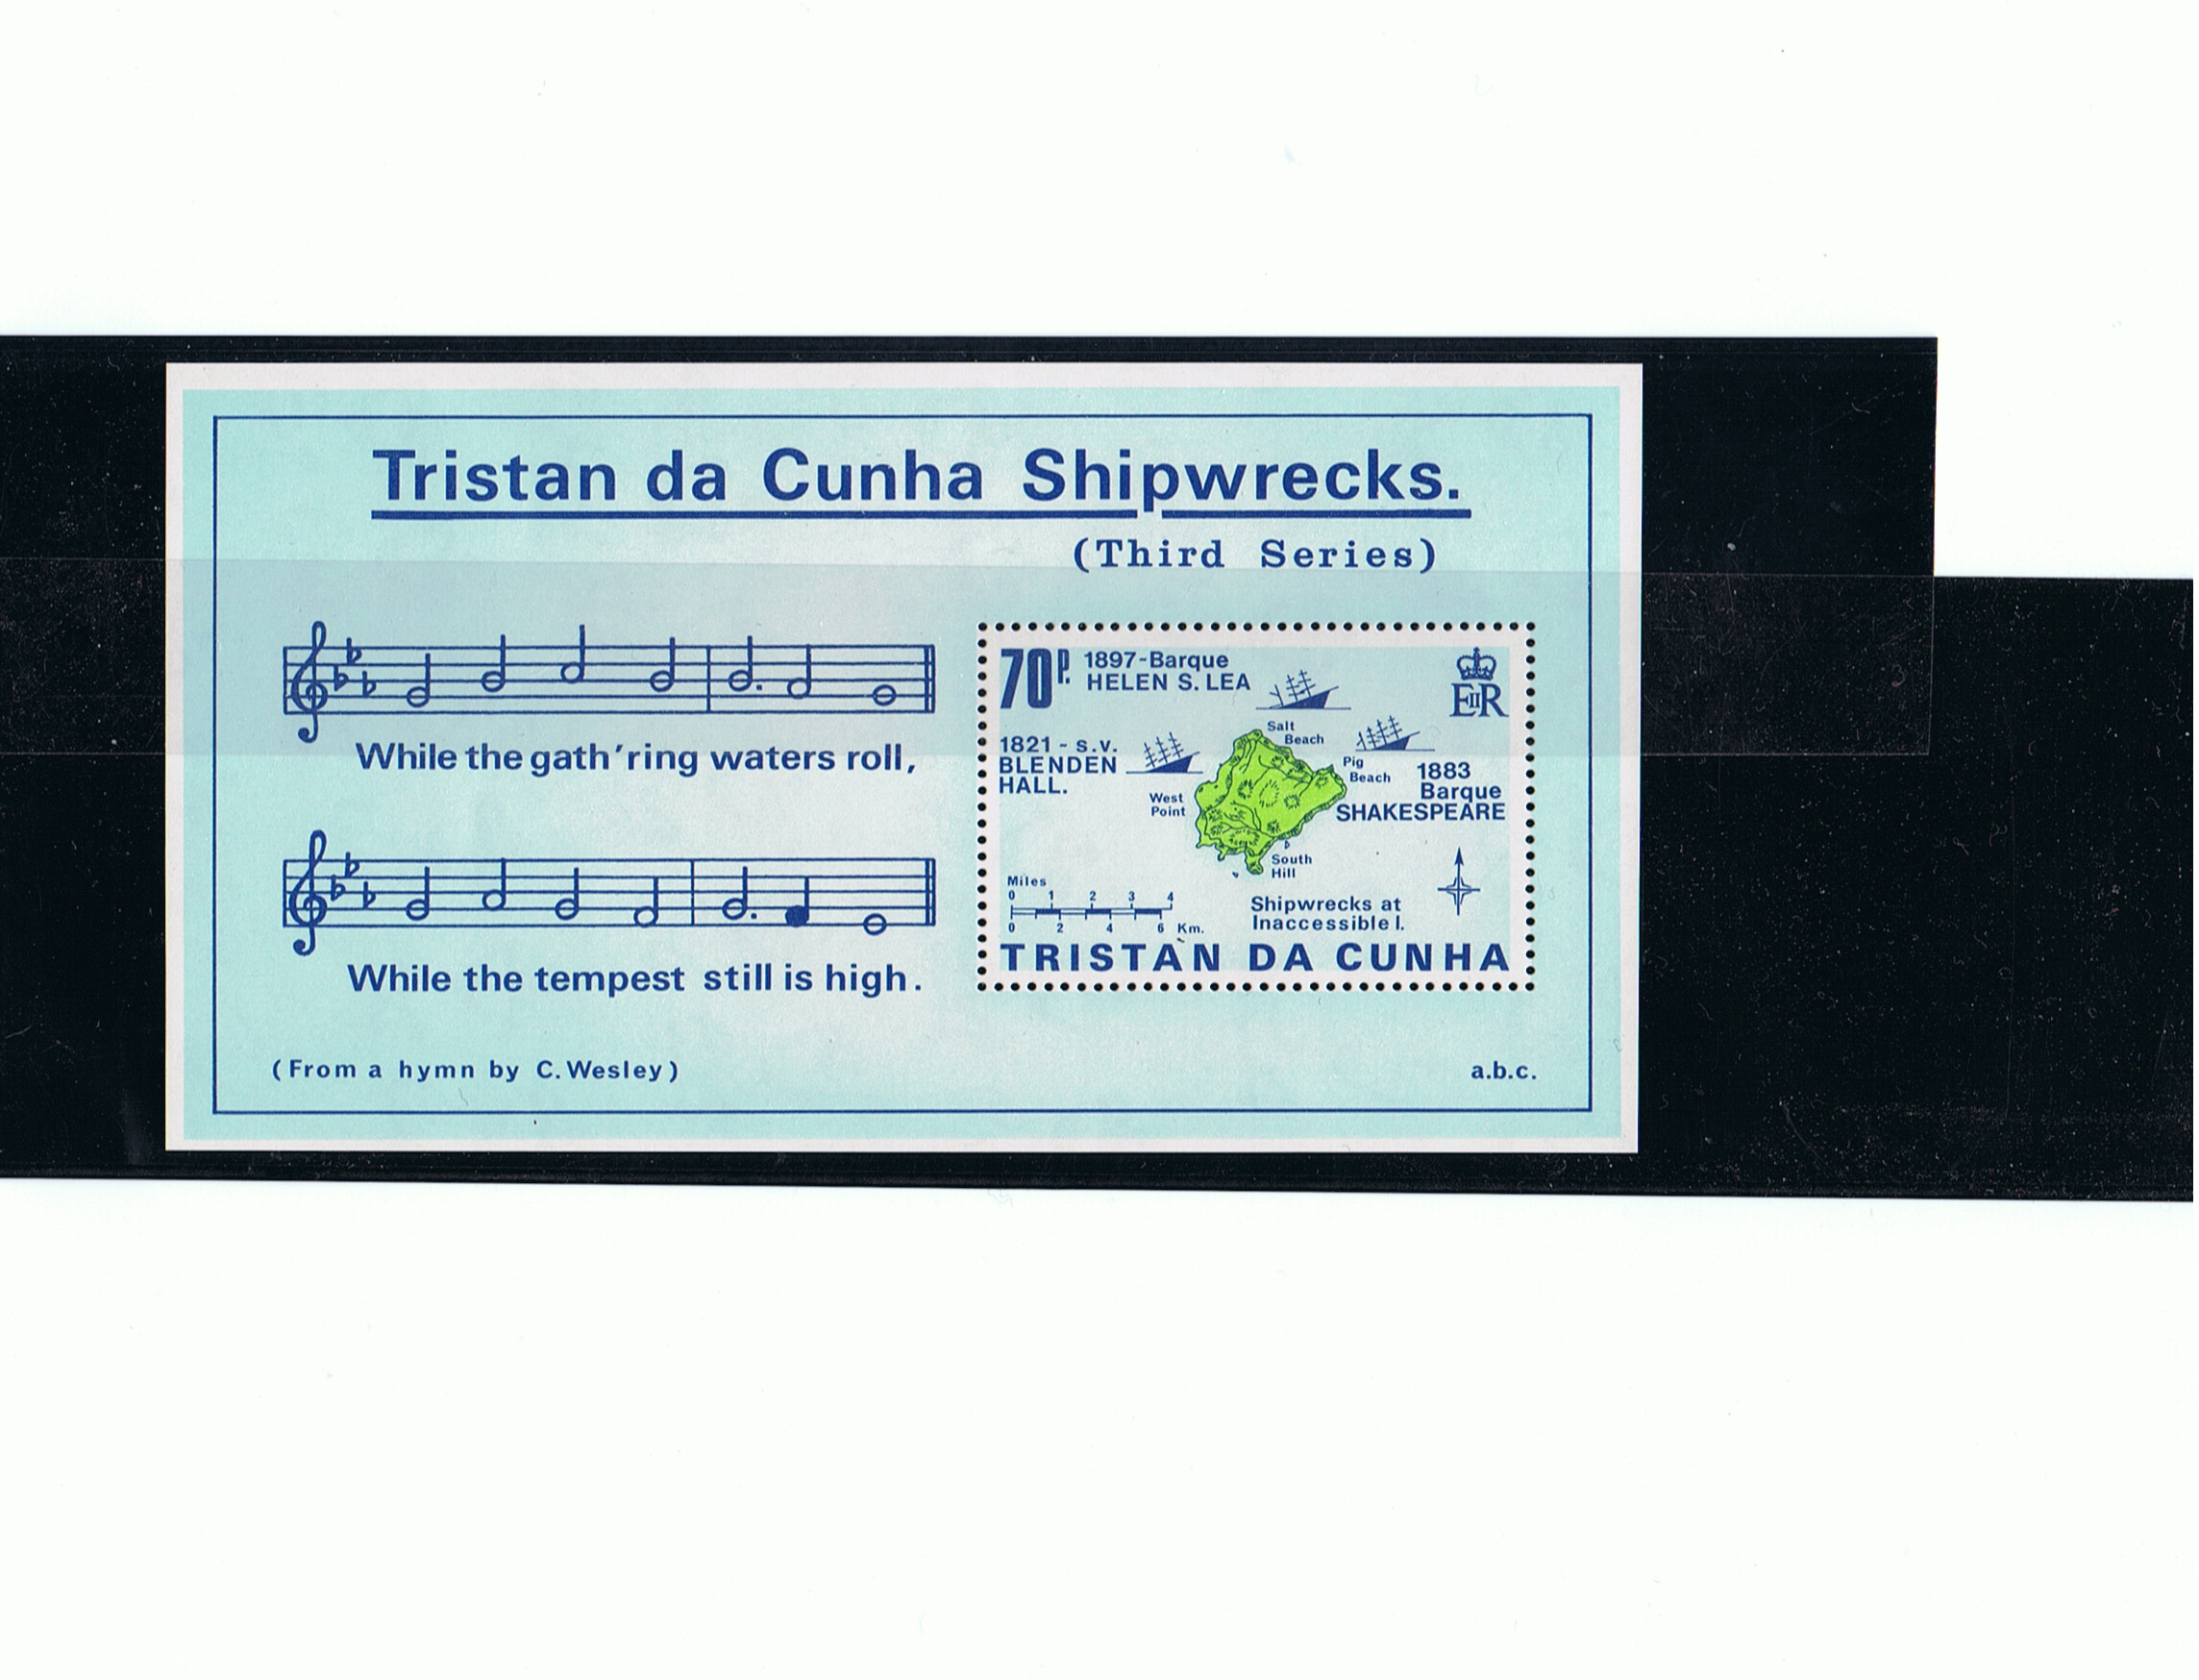 Tristan da Cunha Shipwrecks.
(Third Series)
While the gath'ring waters roll,
While the tempest still is high.
(From a hymn by C. Wesley)
a.b.c.
70P.
1897-Barque
HELEN S. LEA
EIIR
Salt
Beach
1821 - s.v.
BLENDEN
HALL.
Pig
Beach
1883
Barque
SHAKESPEARE
West
Point
South
Hill
Miles
0 1 2 3 4
0 2 4 6 Km.
Shipwrecks at
Inaccessible I.
TRISTAN DA CUNHA